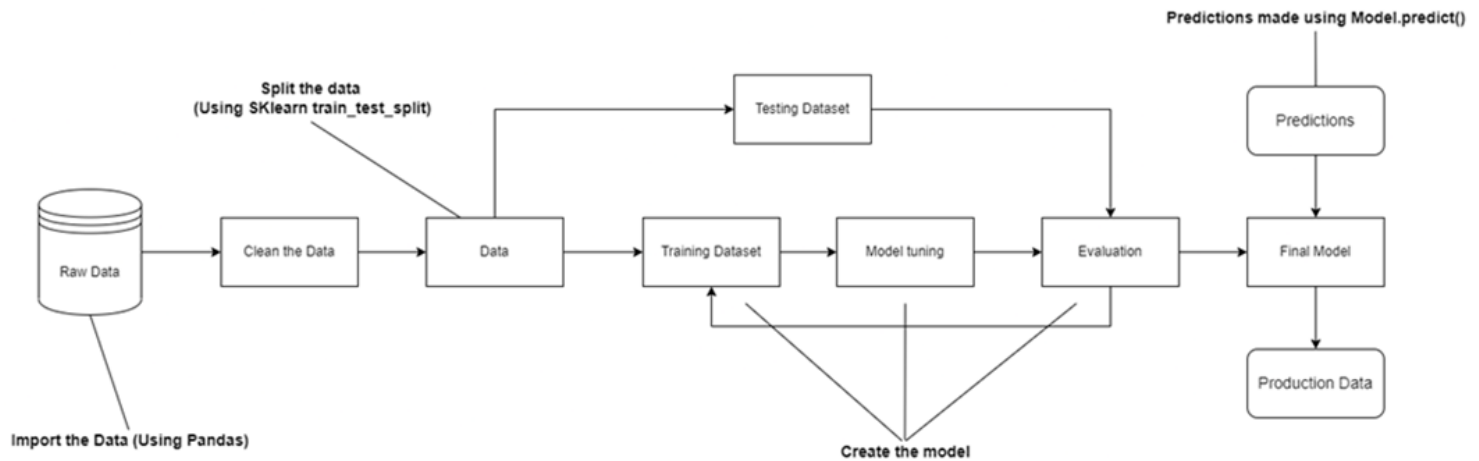 Predictions made using Model.predict()
Split the data
(Using SKlearn train_test_split)
Testing Dataset
Predictions
Raw Data
Clean the Data
Data
Training Dataset
Model tuning
Evaluation
Final Model
Production Data
Import the Data (Using Pandas)
Create the model